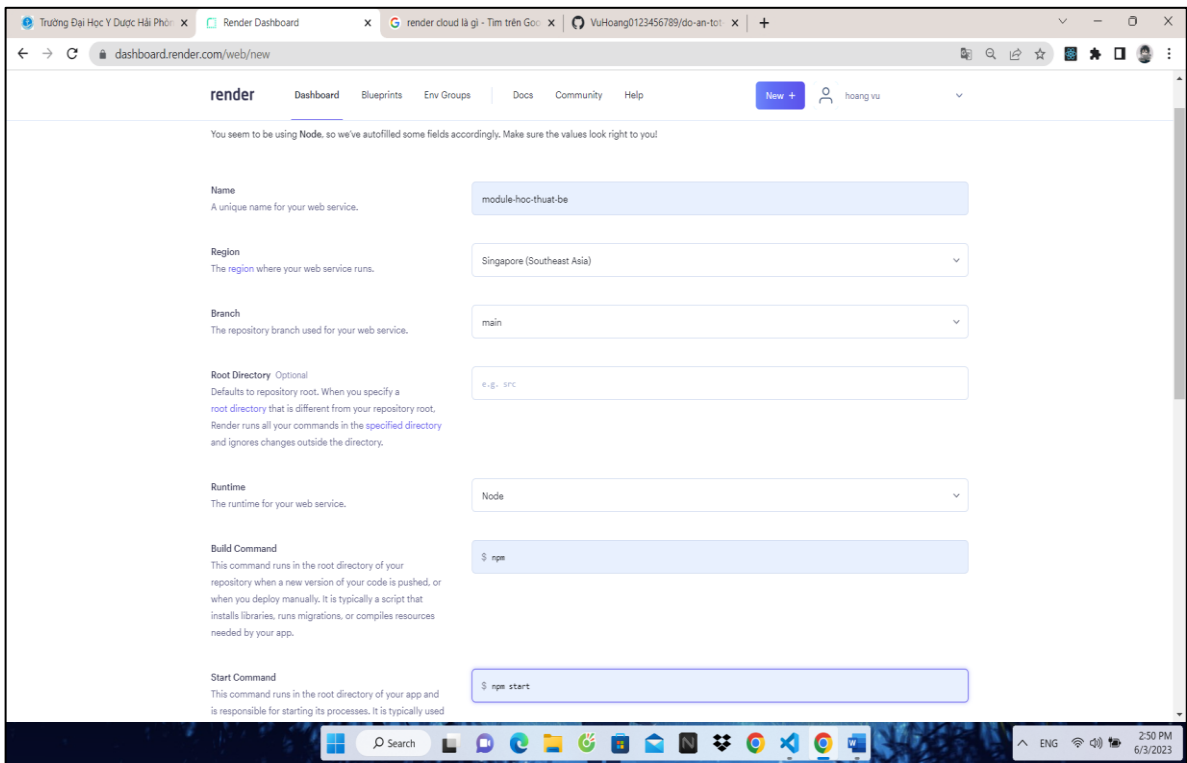 Trường Đại Học Y Dược Hải Phòn
Render Dashboard
render cloud là gì - Tìm trên Goo
VuHoang0123456789/do-an-tot
dashboard.render.com/web/new
render
Dashboard
Blueprints
Env Groups
Docs
Community
Help
New +
hoang vu
You seem to be using Node, so we've autofilled some fields accordingly. Make sure the values look right to you!
Name
A unique name for your web service.
module-hoc-thuat-be
Region
The region where your web service runs.
Singapore (Southeast Asia)
Branch
The repository branch used for your web service.
main
Root Directory Optional
Defaults to repository root. When you specify a
root directory that is different from your repository root,
Render runs all your commands in the specified directory
and ignores changes outside the directory.
e.g. src
Runtime
The runtime for your web service.
Node
Build Command
This command runs in the root directory of your
repository when a new version of your code is pushed, or
when you deploy manually. It is typically a script that
installs libraries, runs migrations, or compiles resources
needed by your app.
$ npm
Start Command
This command runs in the root directory of your app and
is responsible for starting its processes. It is typically used
$ npm start
Search
ENG
2:50 PM
6/3/2023